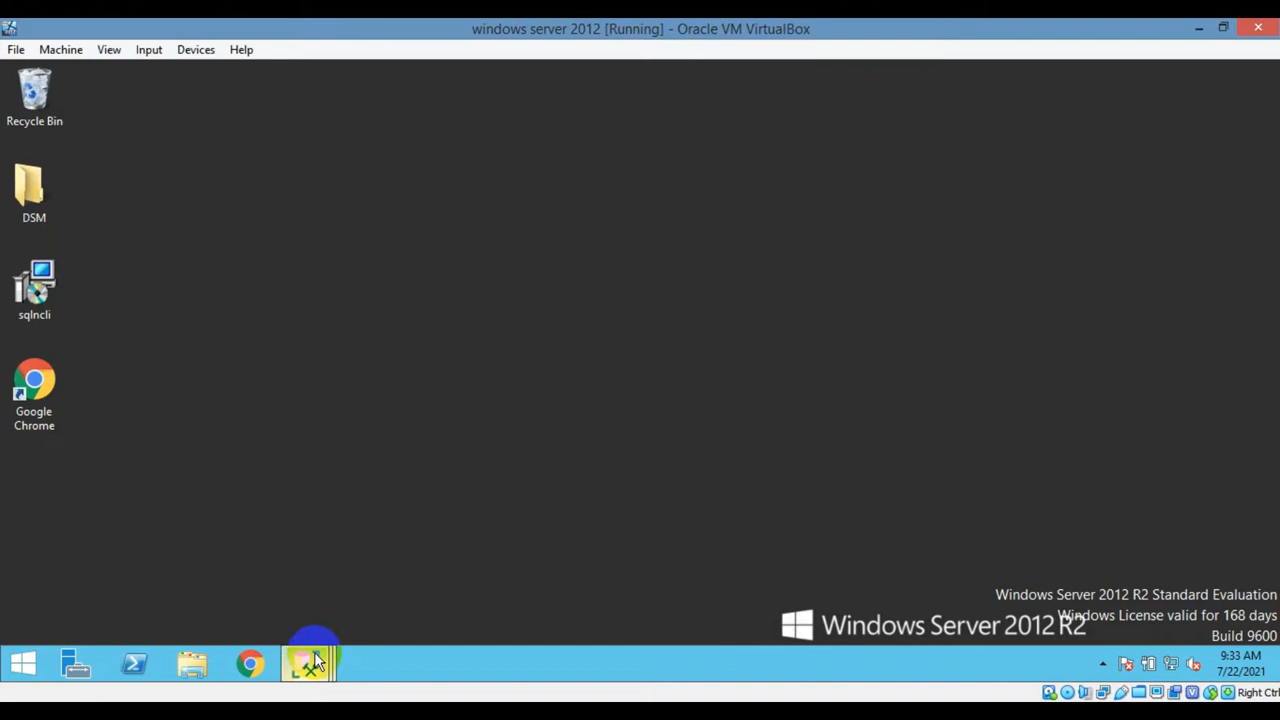 windows server 2012 [Running] - Oracle VM VirtualBox
File Machine View Input Devices Help
Recycle Bin
DSM
sqlncli
Google
Chrome
Windows Server 2012 R2 Standard Evaluation
Windows License valid for 168 days
Build 9600
Windows Server 2012 R2
9:33 AM
7/22/2021
Right Ctrl